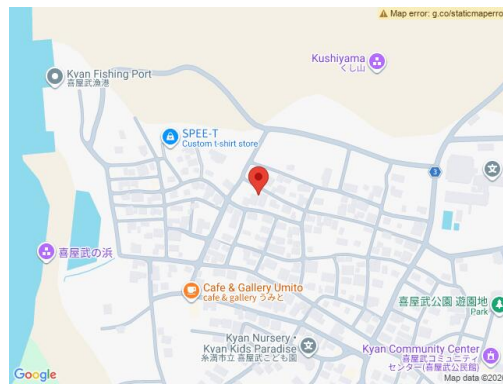 Map error: g.co/staticmaperro
Kushiyama
くし山
Kyan Fishing Port
喜屋武漁港
SPEE-T
Custom t-shirt store
3
文
喜屋武の浜
Cafe & Gallery Umito
cafe & gallery うみと
喜屋武公園 遊園地
Park
Kyan Nursery・
Kyan Kids Paradise
糸満市立 喜屋武こども園
文
Kyan Community Center
喜屋武コミュニティ
センター(喜屋武公民館)
Google
Map data ©202